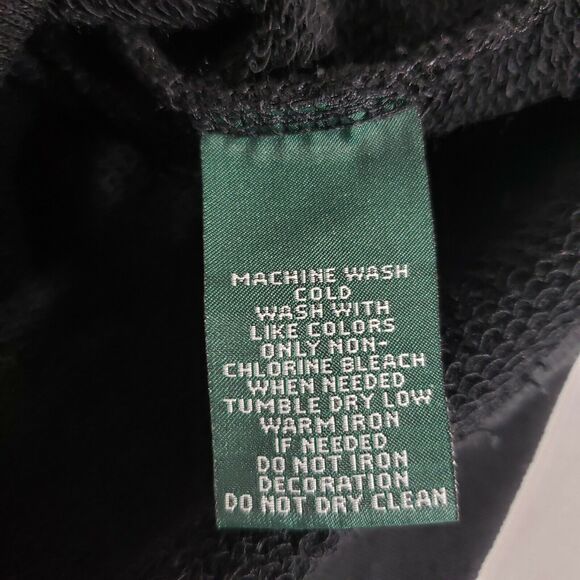 MACHINE WASH
COLD
WASH WITH
LIKE COLORS
ONLY NON-
CHLORINE BLEACH
WHEN NEEDED
TUMBLE DRY LOW
WARM IRON
IF NEEDED
DO NOT IRON
DECORATION
DO NOT DRY CLEAN